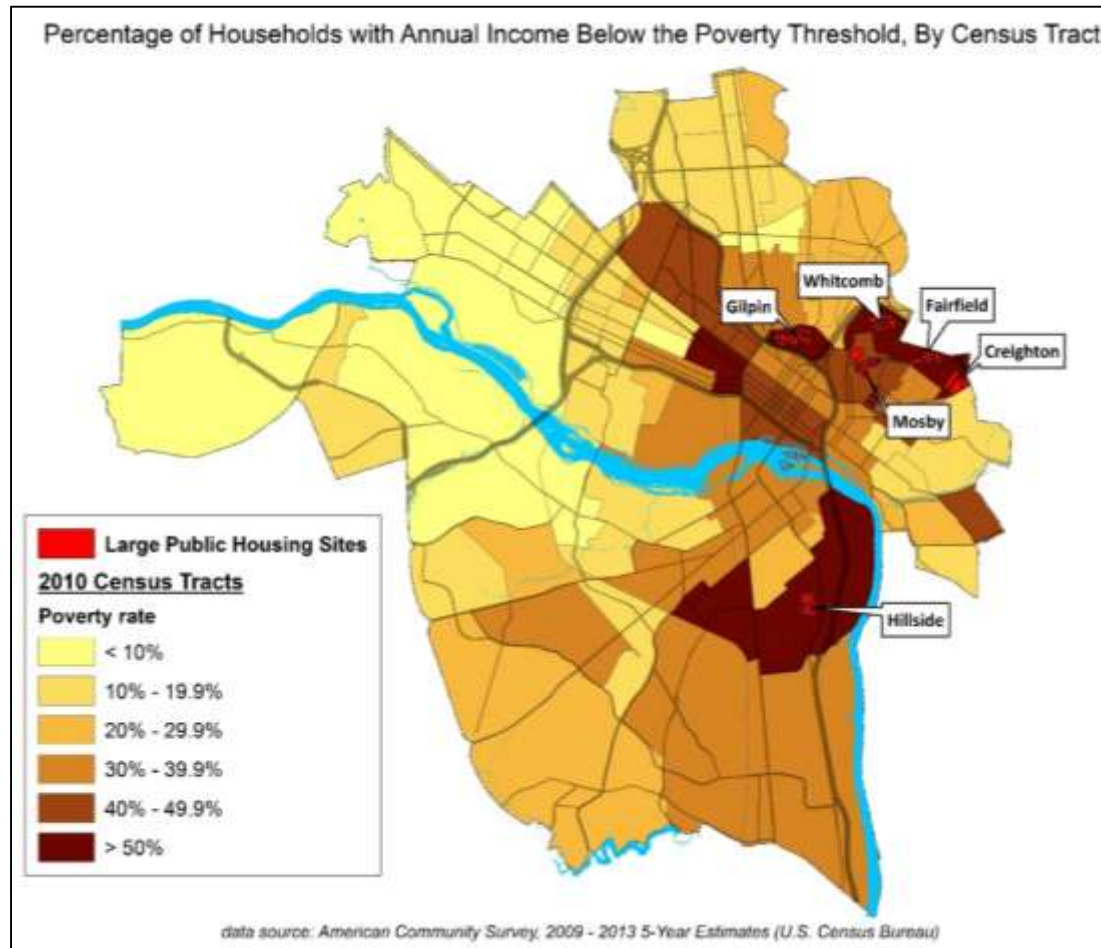 Percentage of Households with Annual Income Below the Poverty Threshold, By Census Tract
Whitcomb
Gilpin
Fairfield
Creighton
Mosby
Large Public Housing Sites
2010 Census Tracts
Poverty rate
< 10%
10% - 19.9%
20% - 29.9%
30% - 39.9%
40% - 49.9%
> 50%
Hillside
data source: American Community Survey, 2009 - 2013 5-Year Estimates (U.S. Census Bureau)